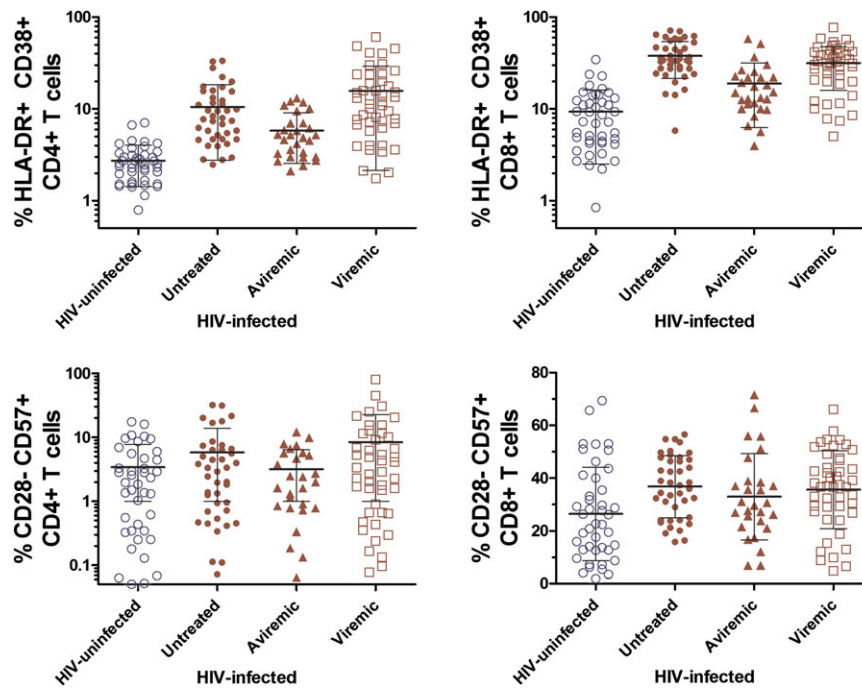 % HLA-DR+ CD38+
CD4+ T cells
100
10
1
HIV-uninfected
Untreated
Aviremic
Viremic
HIV-infected
% HLA-DR+ CD38+
CD8+ T cells
100
10
1
HIV-uninfected
Untreated
Aviremic
Viremic
HIV-infected
% CD28- CD57+
CD4+ T cells
100
10
1
0.1
HIV-uninfected
Untreated
Aviremic
Viremic
HIV-infected
% CD28- CD57+
CD8+ T cells
80
60
40
20
0
HIV-uninfected
Untreated
Aviremic
Viremic
HIV-infected